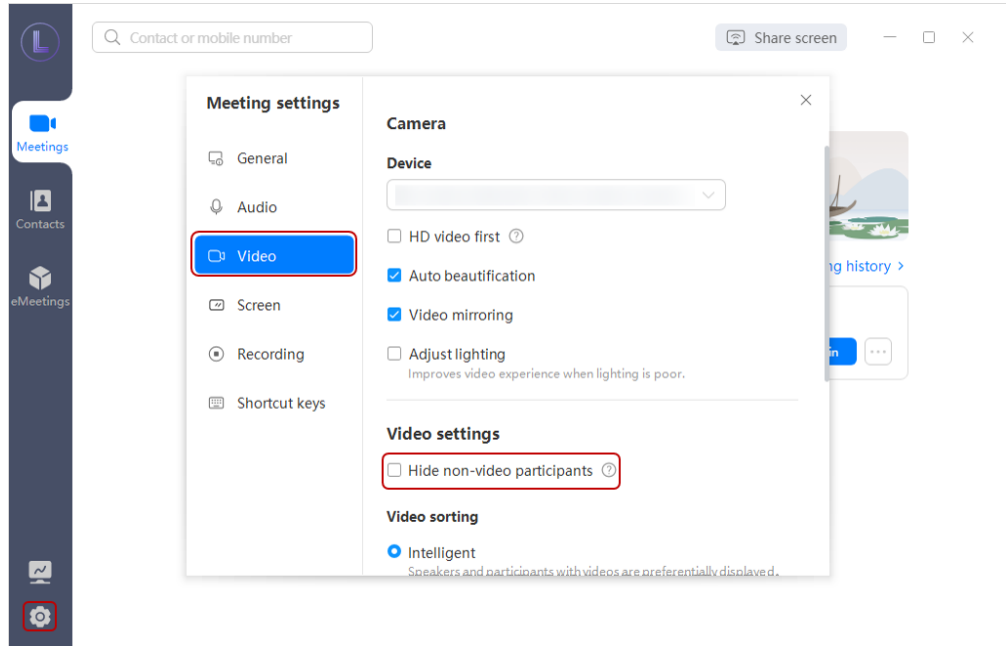 L
Contact or mobile number
Share screen
Meetings
Contacts
eMeetings
Meeting settings
General
Audio
Video
Screen
Recording
Shortcut keys
Camera
Device
HD video first
Auto beautification
Video mirroring
Adjust lighting
Improves video experience when lighting is poor.
Video settings
Hide non-video participants
Video sorting
Intelligent
Speakers and participants with videos are preferentially displayed.
history >